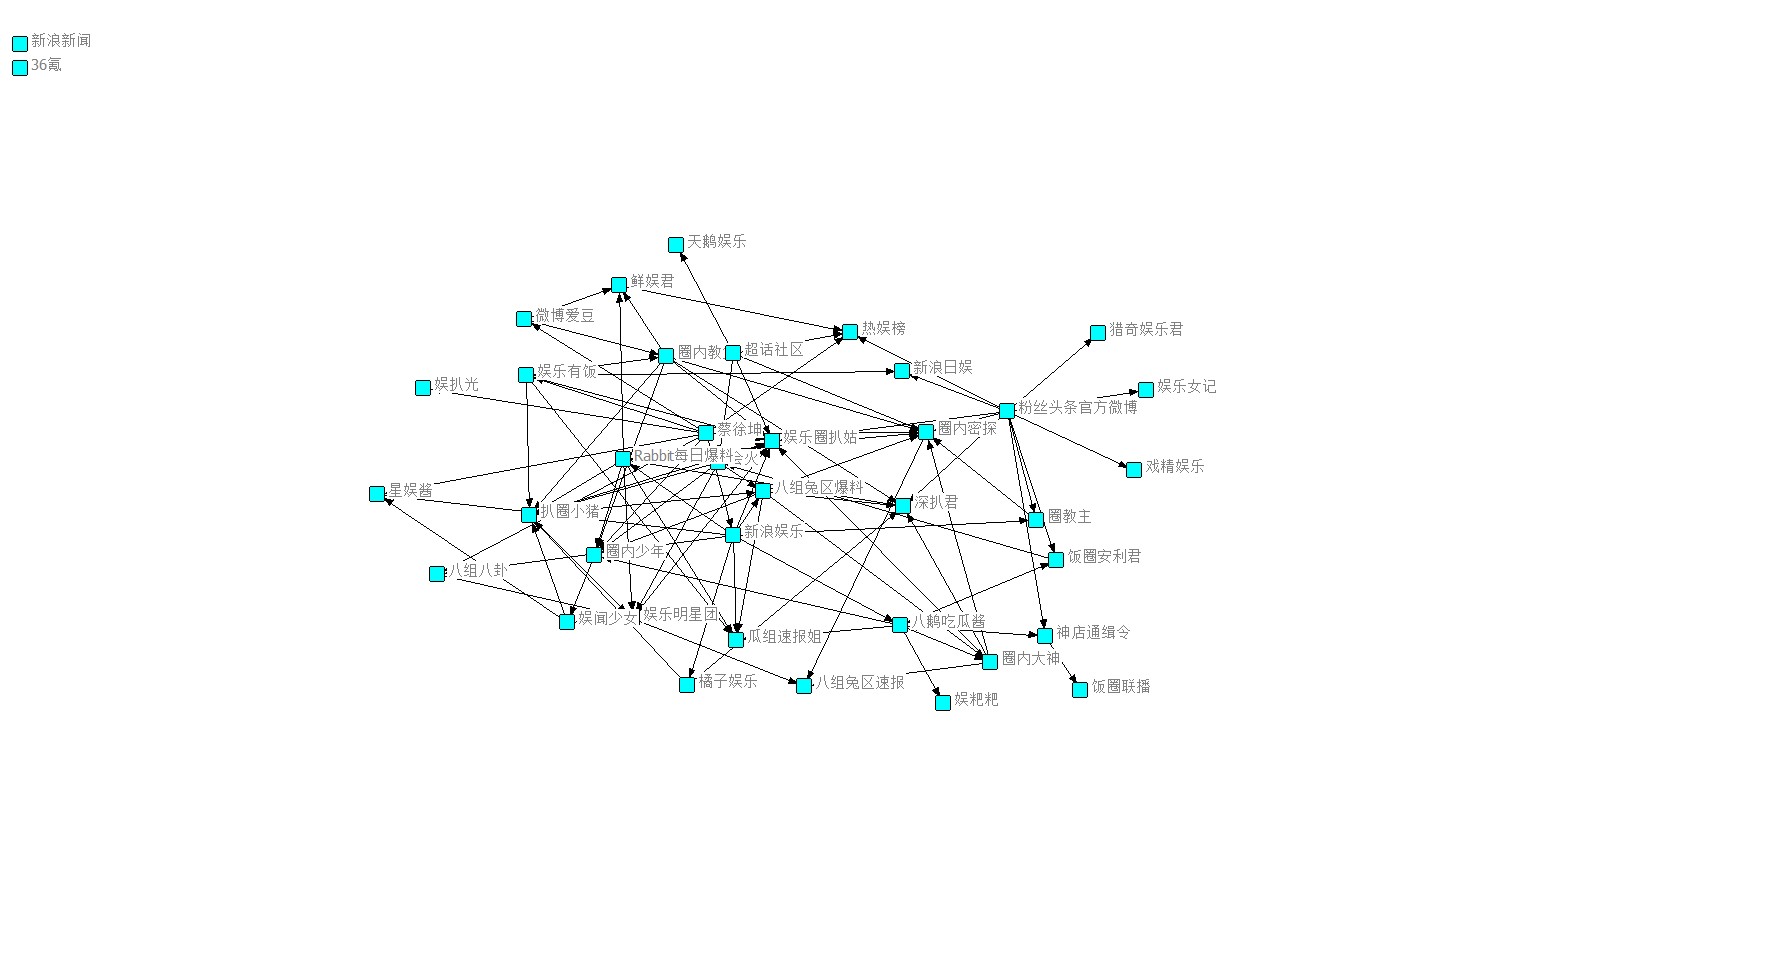 新浪新闻
36氪
天鹅娱乐
鲜娱君
微博爱豆
热娱榜
猎奇娱乐君
圈内教
超话社区
新浪日娱
娱乐有饭
娱扒光
娱乐女记
粉丝头条官方微博
蔡徐坤
娱乐圈扒姑
圈内密探
Rabbit每日爆料
火
戏精娱乐
星娱酱
八组兔区爆料
深扒君
扒圈小猪
圈教主
新浪娱乐
圈内少年
饭圈安利君
八组八卦
娱闻少女
娱乐明星团
八鹅吃瓜酱
瓜组速报姐
神店通缉令
圈内大神
橘子娱乐
八组兔区速报
饭圈联播
娱粑粑